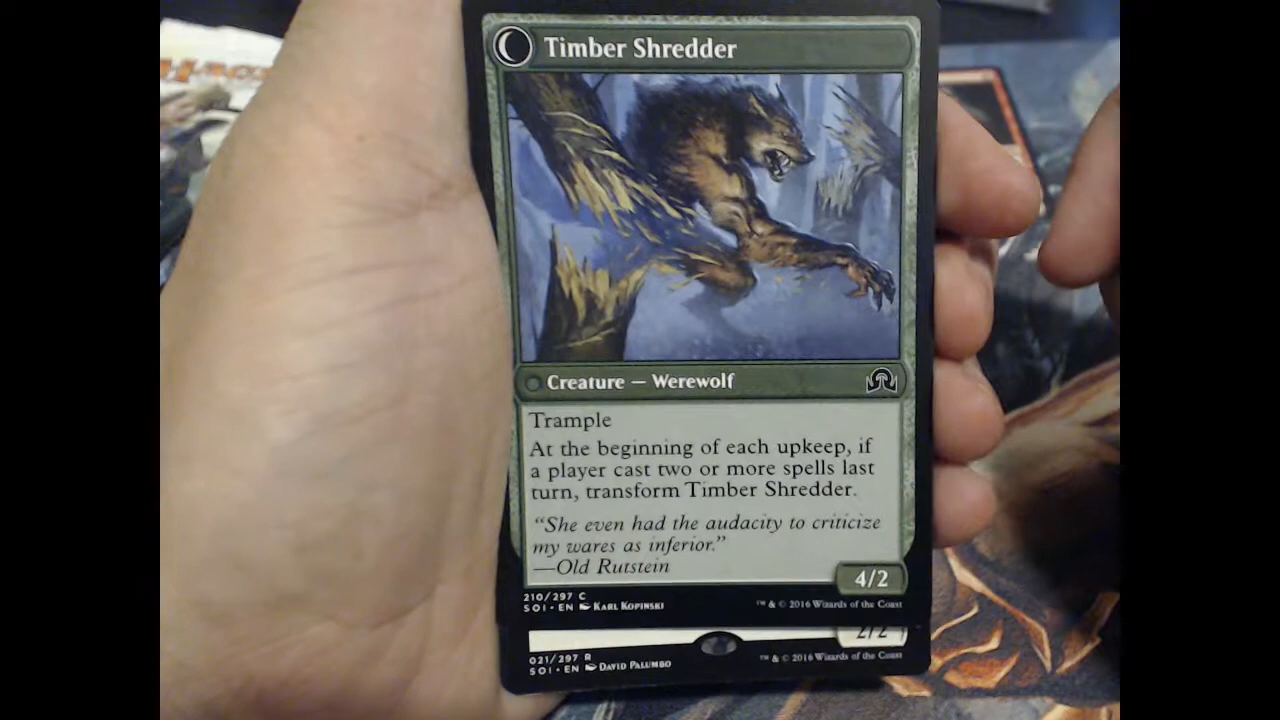 Timber Shredder
Creature — Werewolf
Trample
At the beginning of each upkeep, if
a player cast two or more spells last
turn, transform Timber Shredder.
“She even had the audacity to criticize
my wares as inferior.”
—Old Rutstein
4/2
210/297 C
SOI • EN Karl Kopinski
™ & © 2016 Wizards of the Coast
2/2
021/297 R
SOI • EN David Palumbo
™ & © 2016 Wizards of the Coast